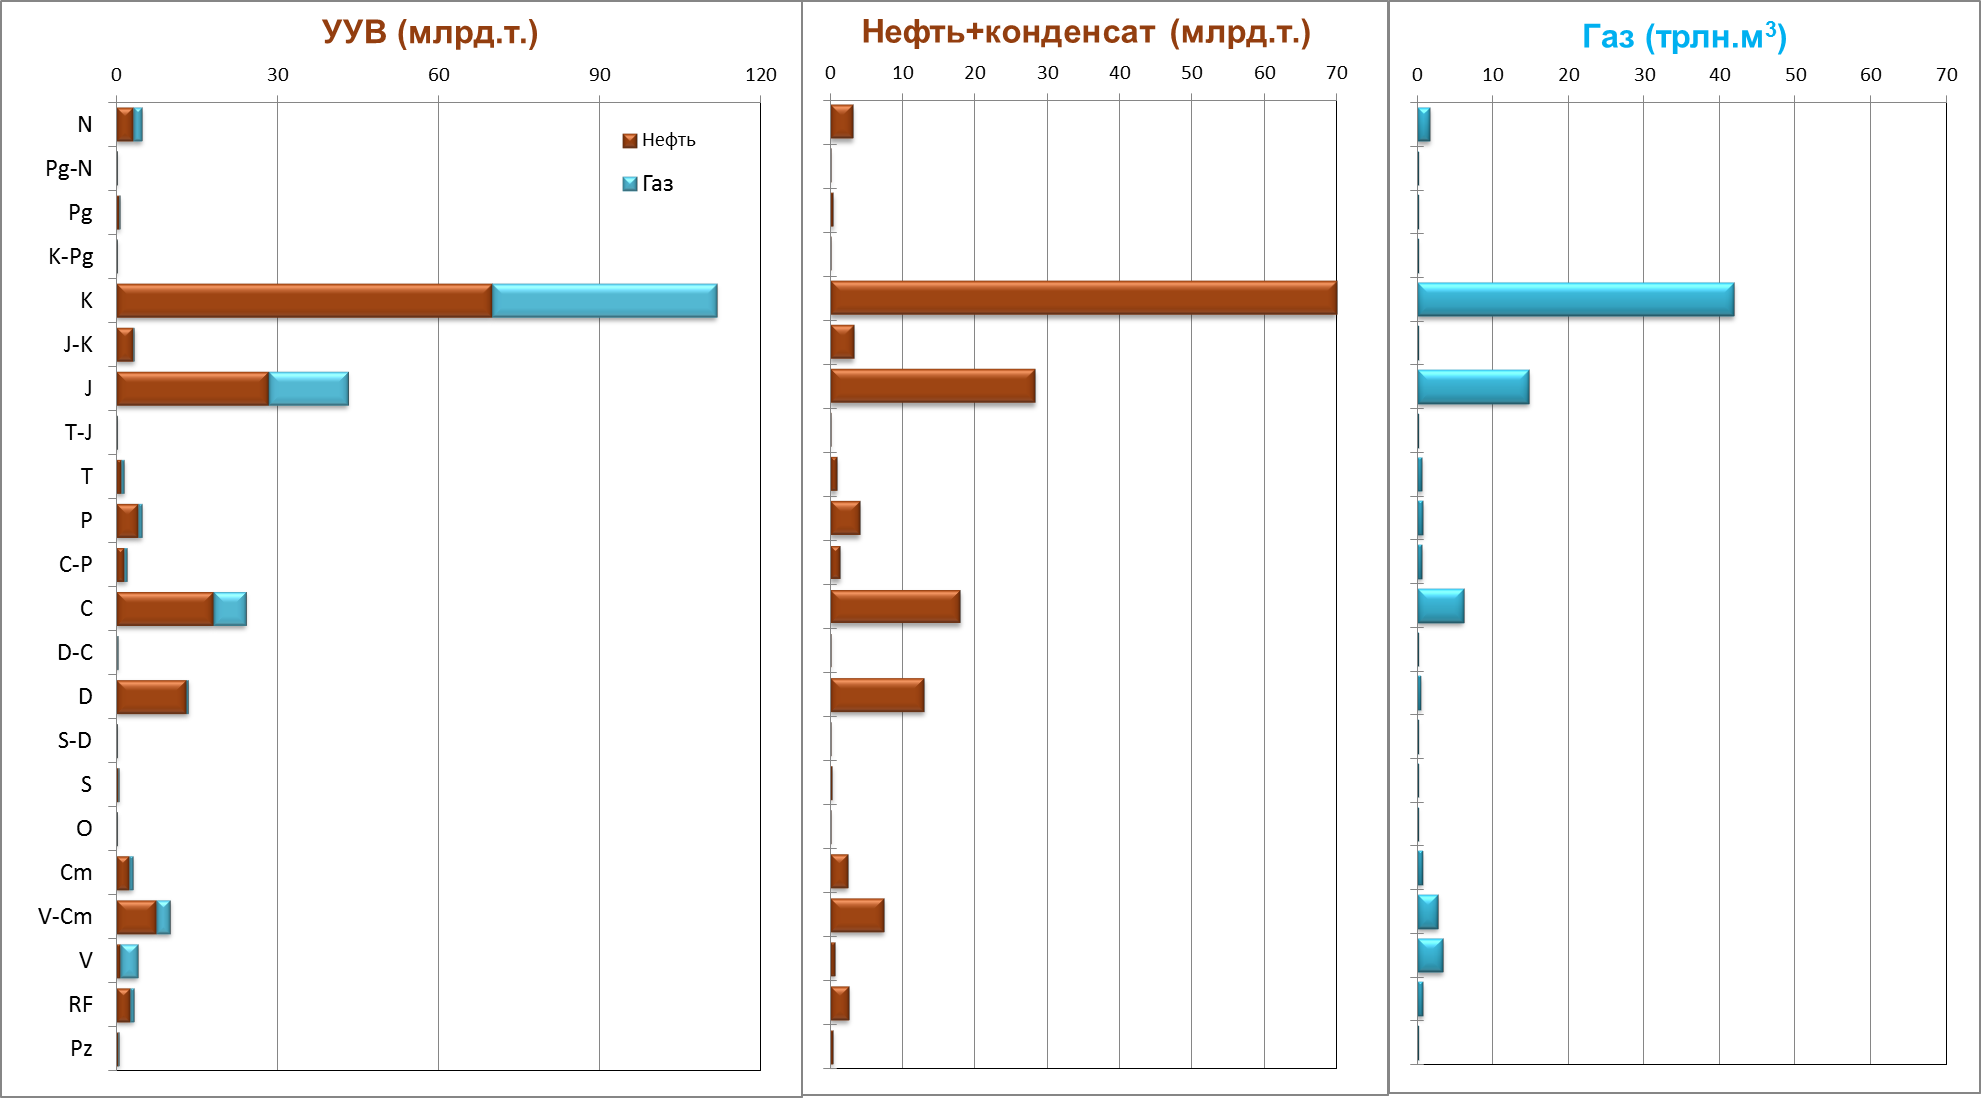 УУВ (млрд.т.)
0 30 60 90 120
Нефть
Газ
N
Pg-N
Pg
K-Pg
K
J-K
J
T-J
T
P
C-P
C
D-C
D
S-D
S
O
Cm
V-Cm
V
RF
Pz
Нефть+конденсат (млрд.т.)
0 10 20 30 40 50 60 70
Газ (трлн.м³)
0 10 20 30 40 50 60 70